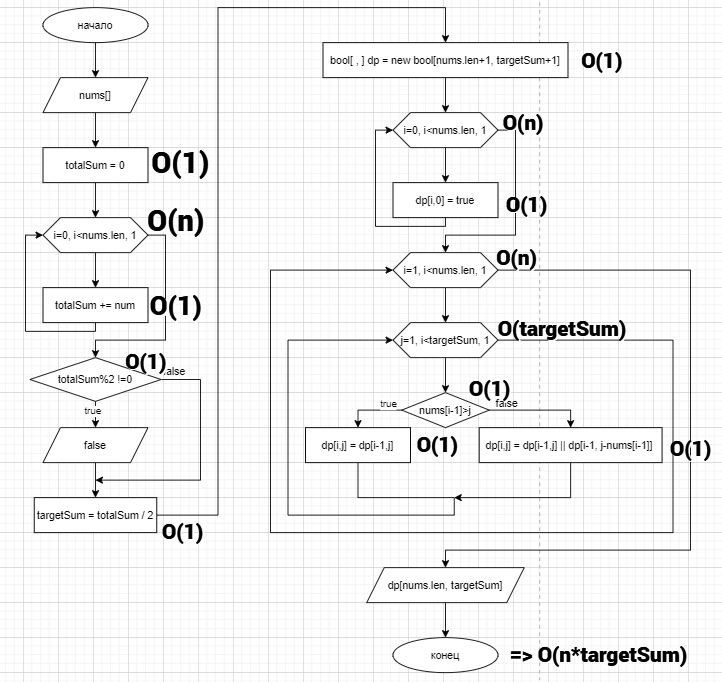 начало
nums[]
totalSum = 0
O(1)
O(n)
i=0, i<nums.len, 1
totalSum += num
O(1)
O(1)
totalSum%2 !=0
alse
true
false
targetSum = totalSum / 2
O(1)
bool[ , ] dp = new bool[nums.len+1, targetSum+1]
O(1)
i=0, i<nums.len, 1
O(n)
dp[i,0] = true
O(1)
O(n)
i=1, i<nums.len, 1
O(targetSum)
j=1, i<targetSum, 1
O(1)
true
nums[i-1]>j
false
dp[i,j] = dp[i-1,j]
O(1)
dp[i,j] = dp[i-1,j] || dp[i-1, j-nums[i-1]]
O(1)
dp[nums.len, targetSum]
конец
=> O(n*targetSum)